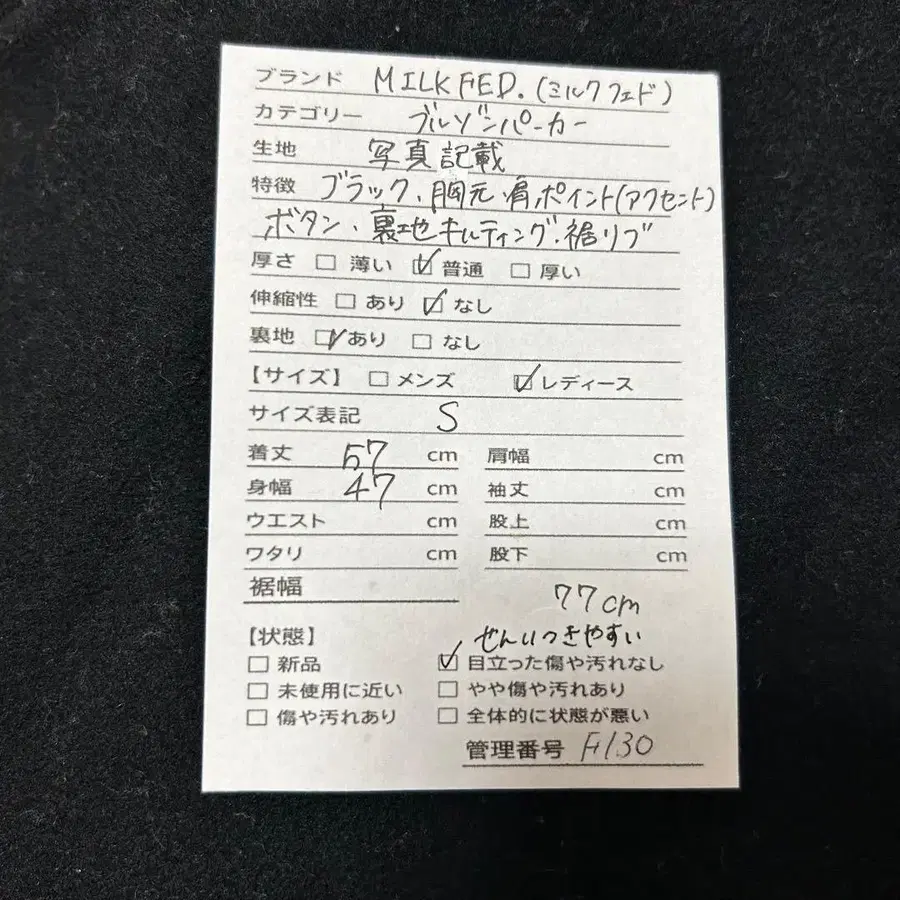 ブランド MILKFED.(ミルクフェド)
カテゴリー ブルゾンパーカー
生地 写真記載
特徴 ブラック、胸元・肩ポイント(アクセント)
ボタン、裏地キルティング、裾リブ
厚さ □ 薄い ☑ 普通 □ 厚い
伸縮性 □ あり ☑ なし
裏地 ☑ あり □ なし
【サイズ】 □ メンズ ☑ レディース
サイズ表記 S
着丈 57 cm 肩幅 cm
身幅 47 cm 袖丈 cm
ウエスト cm 股上 cm
ワタリ cm 股下 cm
裾幅
77cm
【状態】 せんいつきやすい
□ 新品 ☑ 目立った傷や汚れなし
□ 未使用に近い □ やや傷や汚れあり
□ 傷や汚れあり □ 全体的に状態が悪い
管理番号 F130